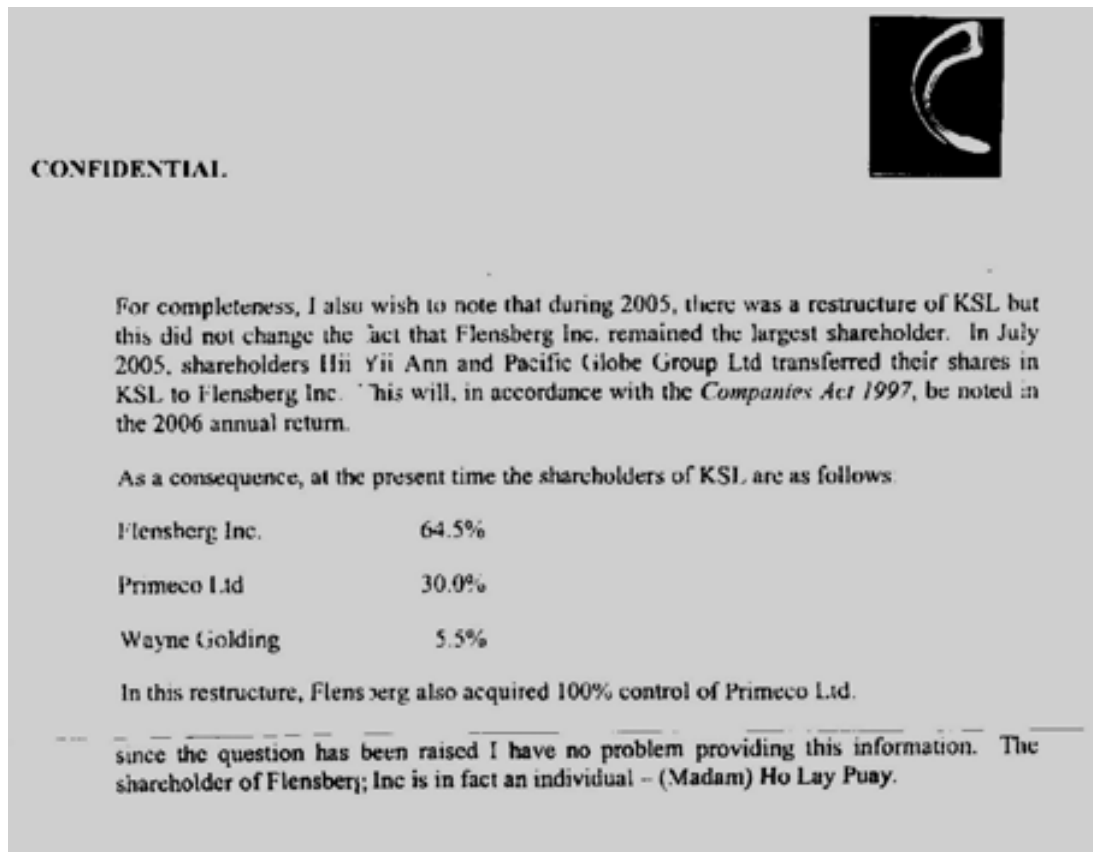 CONFIDENTIAL
For completeness, I also wish to note that during 2005, there was a restructure of KSL but
this did not change the fact that Flensberg Inc. remained the largest shareholder. In July
2005, shareholders Hii Yii Ann and Pacific Globe Group Ltd transferred their shares in
KSL to Flensberg Inc. This will, in accordance with the Companies Act 1997, be noted in
the 2006 annual return.
As a consequence, at the present time the shareholders of KSL are as follows
Flensberg Inc. 64.5%
Primeco Ltd 30.0%
Wayne Golding 5.5%
In this restructure, Flensberg also acquired 100% control of Primeco Ltd.
since the question has been raised I have no problem providing this information. The
shareholder of Flensberg Inc is in fact an individual – (Madam) Ho Lay Puay.